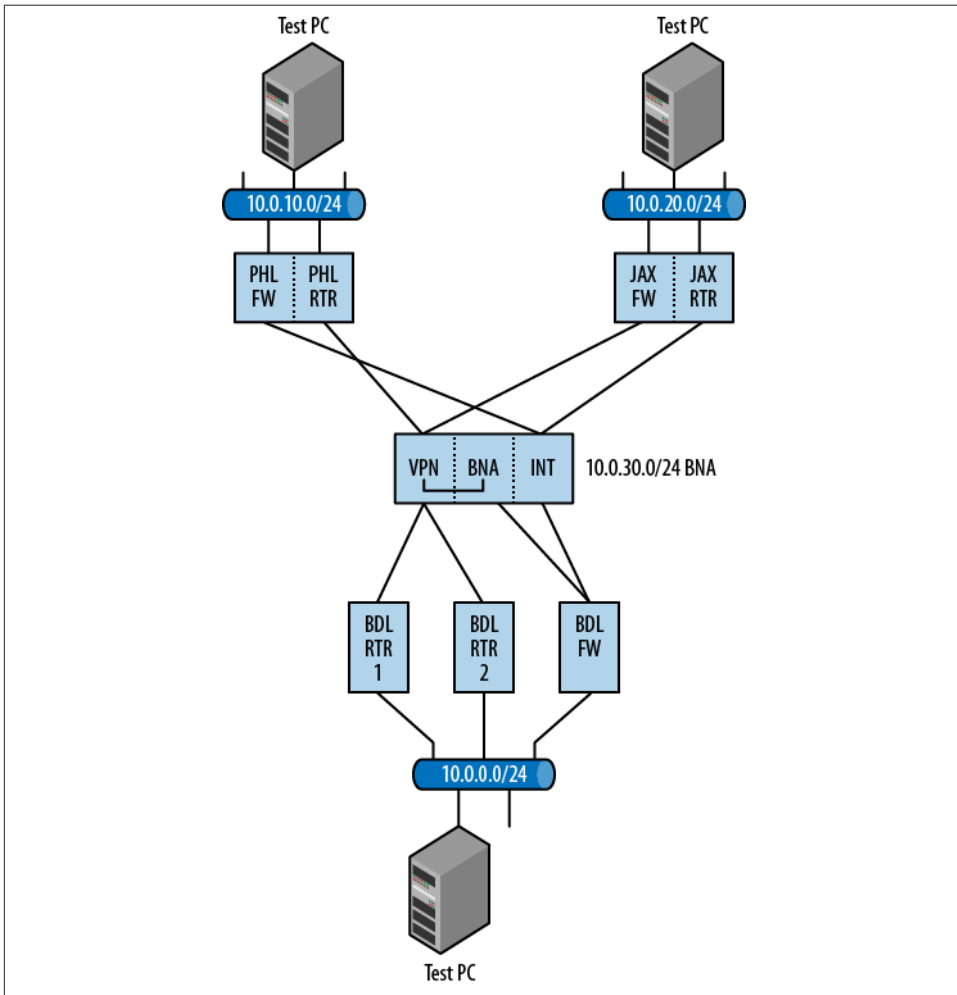 Test PC
Test PC
10.0.10.0/24
10.0.20.0/24
PHL
FW
PHL
RTR
JAX
FW
JAX
RTR
VPN
BNA
INT
10.0.30.0/24 BNA
BDL
RTR
1
BDL
RTR
2
BDL
FW
10.0.0.0/24
Test PC